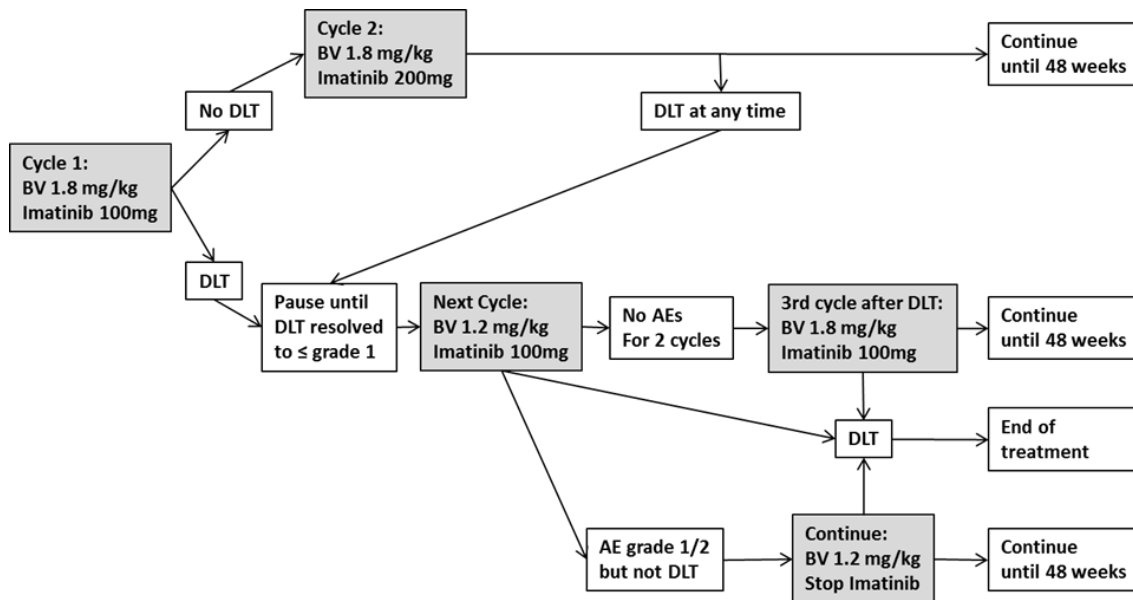 Cycle 2:
BV 1.8 mg/kg
Imatinib 200mg
Continue
until 48 weeks
No DLT
DLT at any time
Cycle 1:
BV 1.8 mg/kg
Imatinib 100mg
DLT
Pause until
DLT resolved
to ≤ grade 1
Next Cycle:
BV 1.2 mg/kg
Imatinib 100mg
No AEs
For 2 cycles
3rd cycle after DLT:
BV 1.8 mg/kg
Imatinib 100mg
Continue
until 48 weeks
DLT
End of
treatment
AE grade 1/2
but not DLT
Continue:
BV 1.2 mg/kg
Stop Imatinib
Continue
until 48 weeks